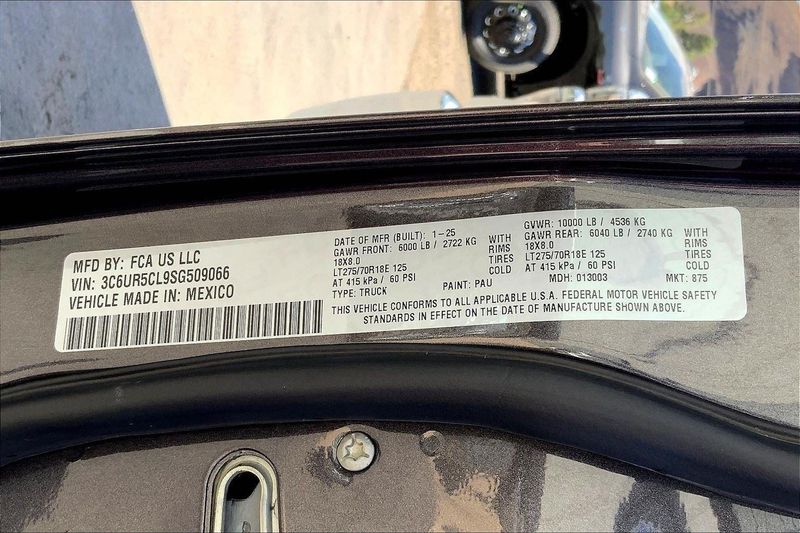 MFD BY: FCA US LLC
VIN: 3C6UR5CL9SG509066
VEHICLE MADE IN: MEXICO
DATE OF MFR (BUILT): 1-25
GAWR FRONT: 6000 LB / 2722 KG WITH
18X8.0 RIMS
LT275/70R18E 125 TIRES
AT 415 kPa / 60 PSI COLD
TYPE: TRUCK PAINT: PAU
GVWR: 10000 LB / 4536 KG
GAWR REAR: 6040 LB / 2740 KG WITH
18X8.0 RIMS
LT275/70R18E 125 TIRES
AT 415 kPa / 60 PSI COLD
MDH: 013003 MKT: 875
THIS VEHICLE CONFORMS TO ALL APPLICABLE U.S.A. FEDERAL MOTOR VEHICLE SAFETY
STANDARDS IN EFFECT ON THE DATE OF MANUFACTURE SHOWN ABOVE.